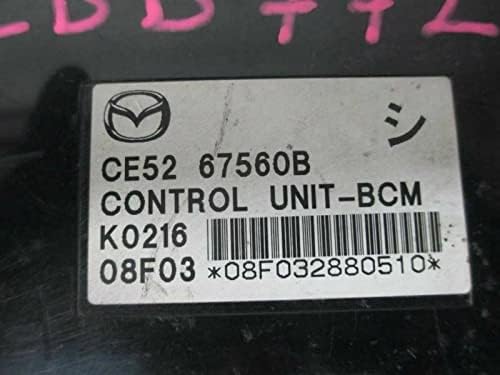 シ
CE52 67560B
CONTROL UNIT-BCM
K0216
08F03 *08F032880510*